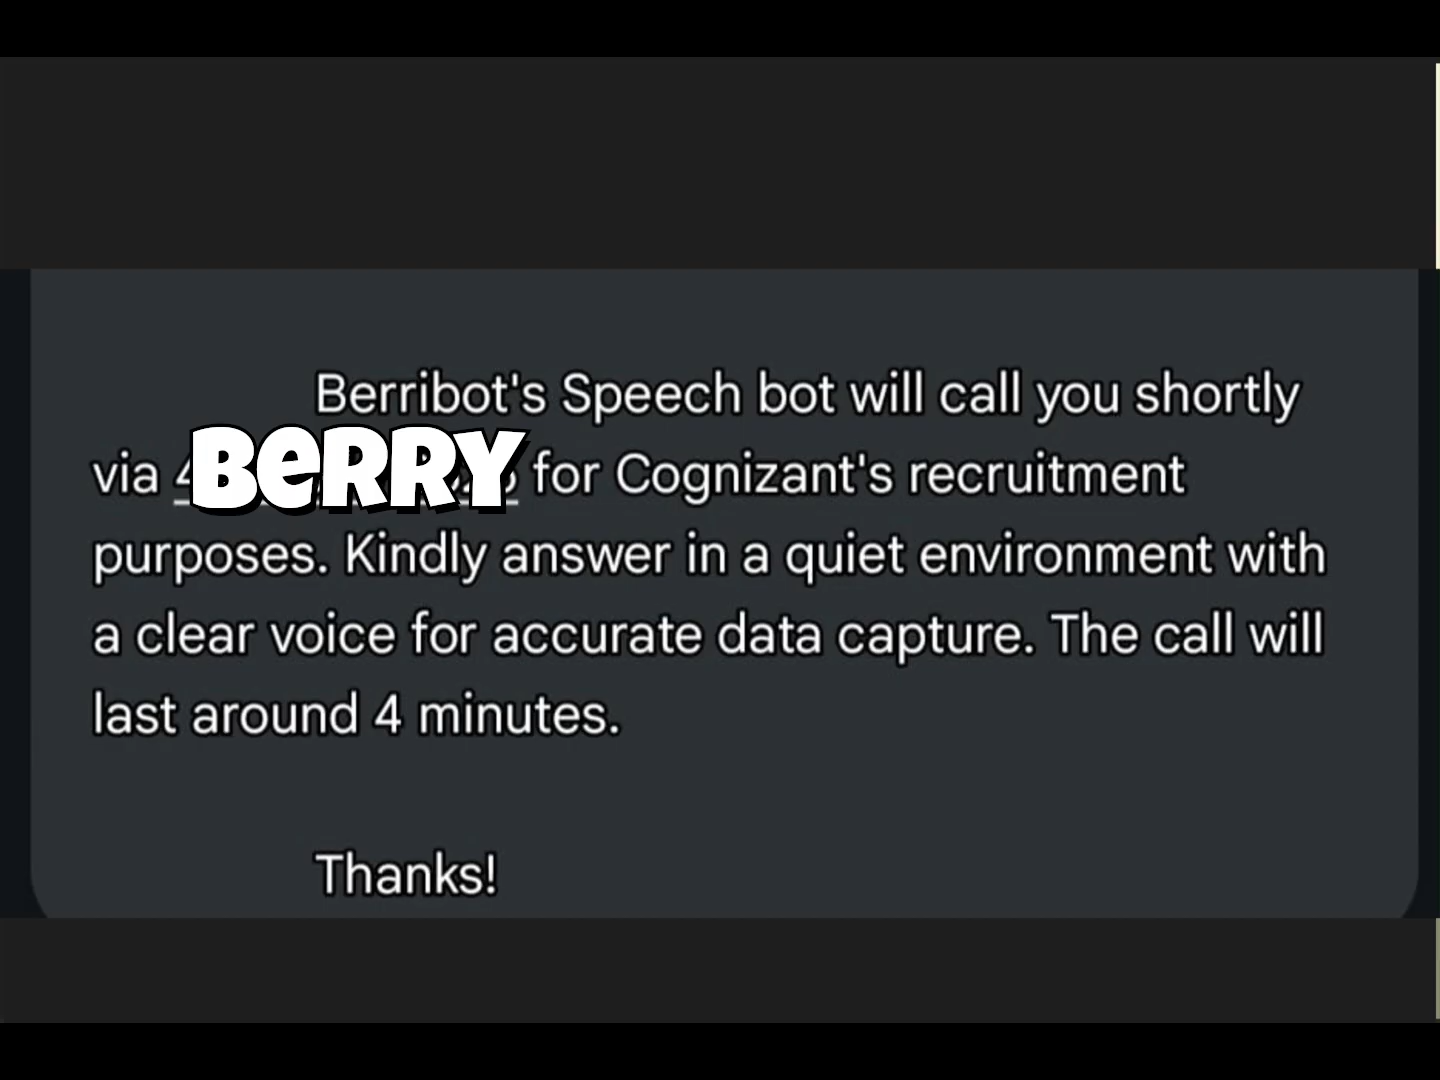 Berribot's Speech bot will call you shortly
via
BERRY
for Cognizant's recruitment
purposes. Kindly answer in a quiet environment with
a clear voice for accurate data capture. The call will
last around 4 minutes.
Thanks!